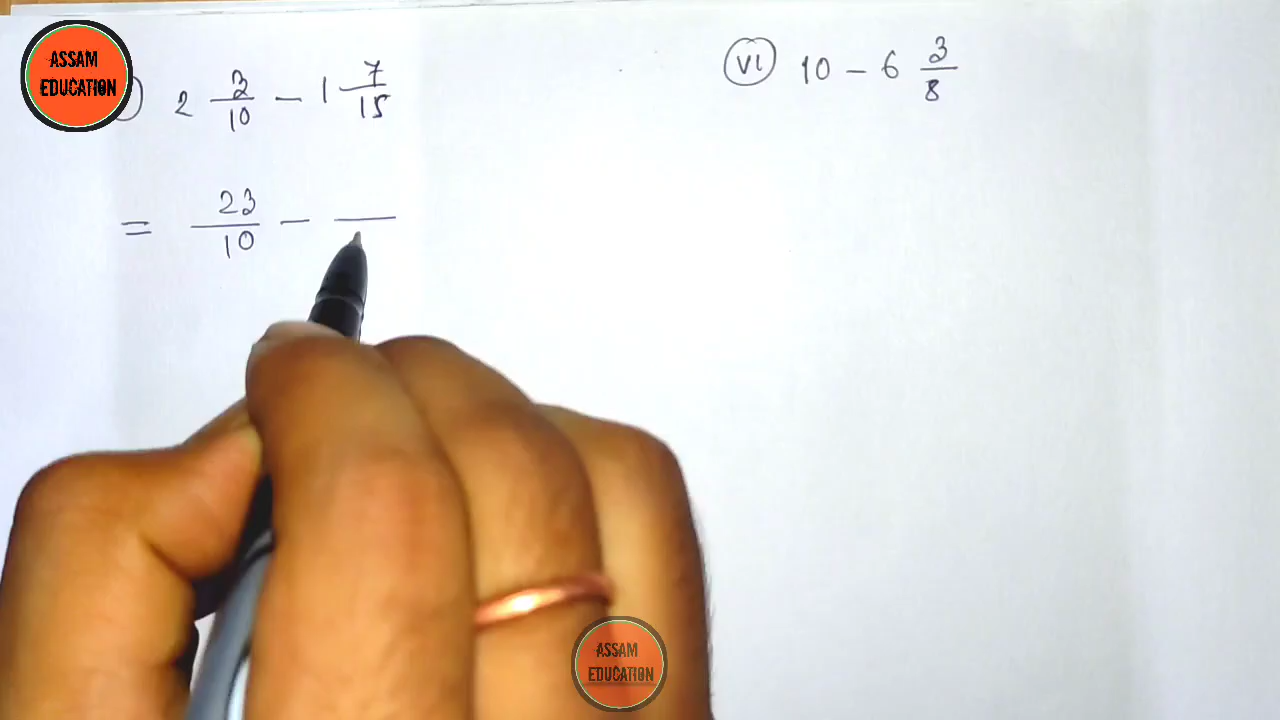 ASSAM
EDUCATION
) 2 3/10 - 1 7/15
= 23/10 -
(VI) 10 - 6 3/8
ASSAM
EDUCATION